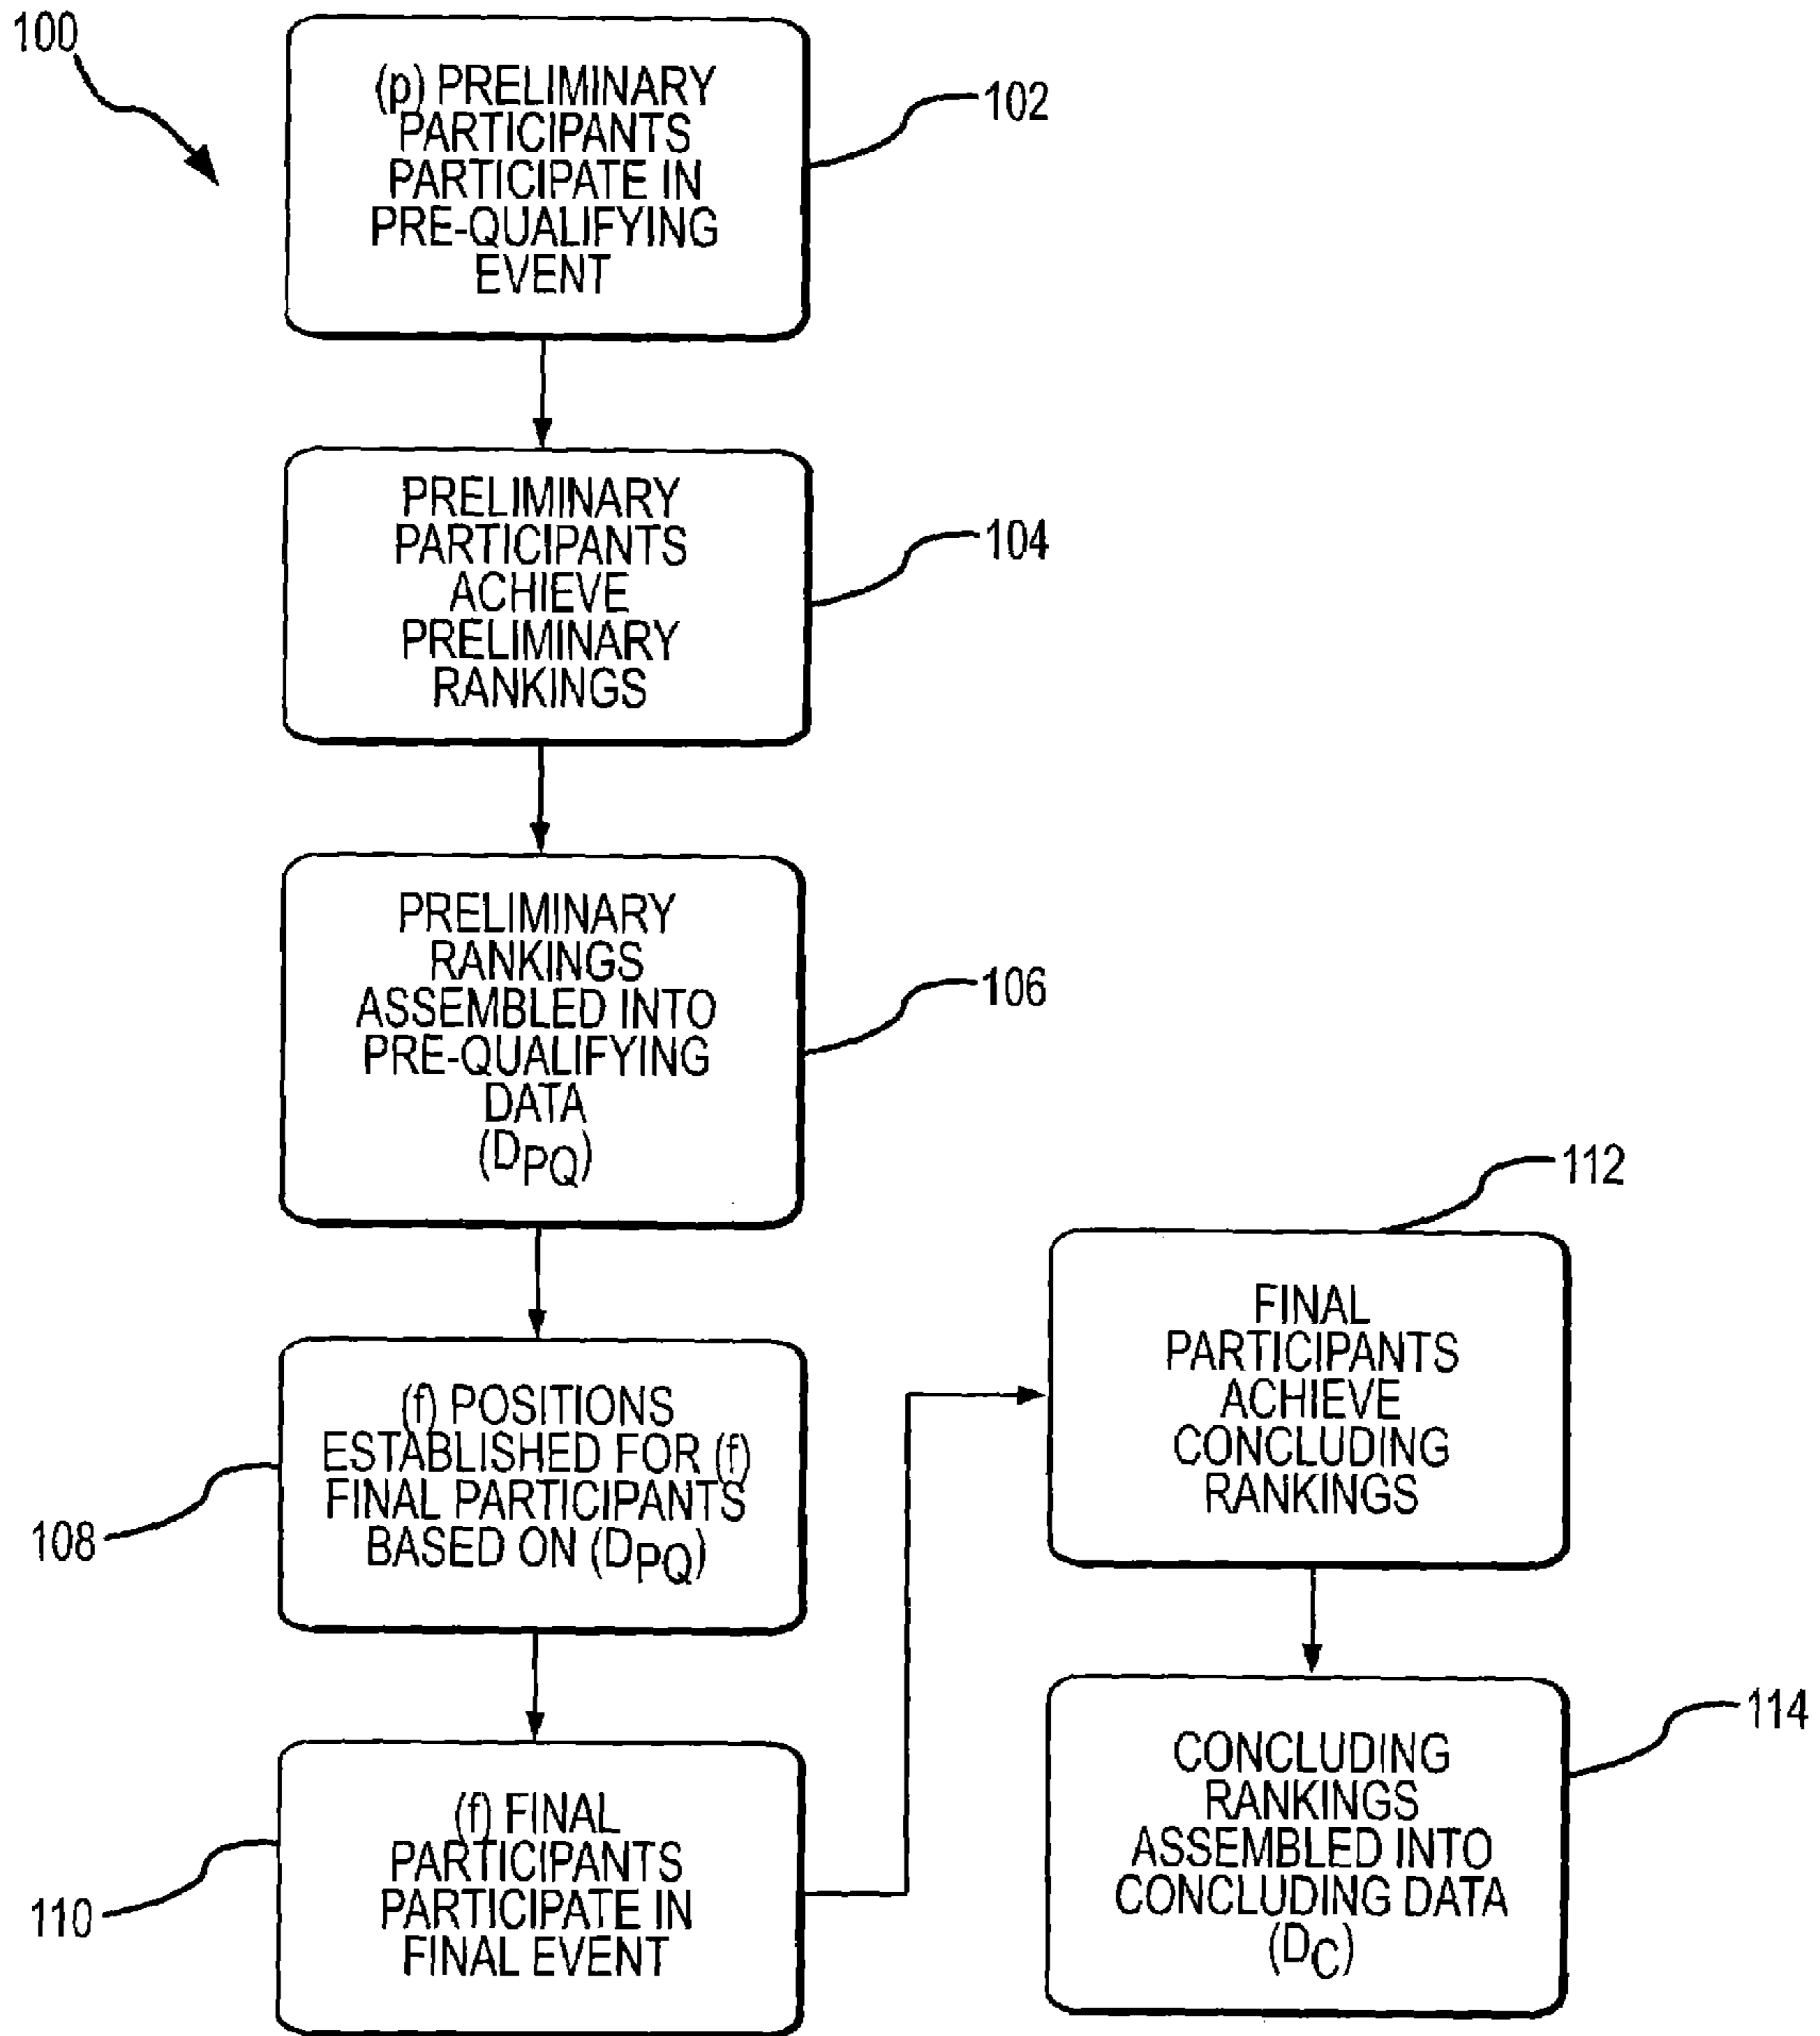 100
(p) PRELIMINARY
PARTICIPANTS
PARTICIPATE IN
PRE-QUALIFYING
EVENT
102
PRELIMINARY
PARTICIPANTS
ACHIEVE
PRELIMINARY
RANKINGS
104
PRELIMINARY
RANKINGS
ASSEMBLED INTO
PRE-QUALIFYING
DATA
(DPQ)
106
(f) POSITIONS
ESTABLISHED FOR (f)
FINAL PARTICIPANTS
BASED ON (DPQ)
108
(f) FINAL
PARTICIPANTS
PARTICIPATE IN
FINAL EVENT
110
112
FINAL
PARTICIPANTS
ACHIEVE
CONCLUDING
RANKINGS
CONCLUDING
RANKINGS
ASSEMBLED INTO
CONCLUDING DATA
(DC)
114